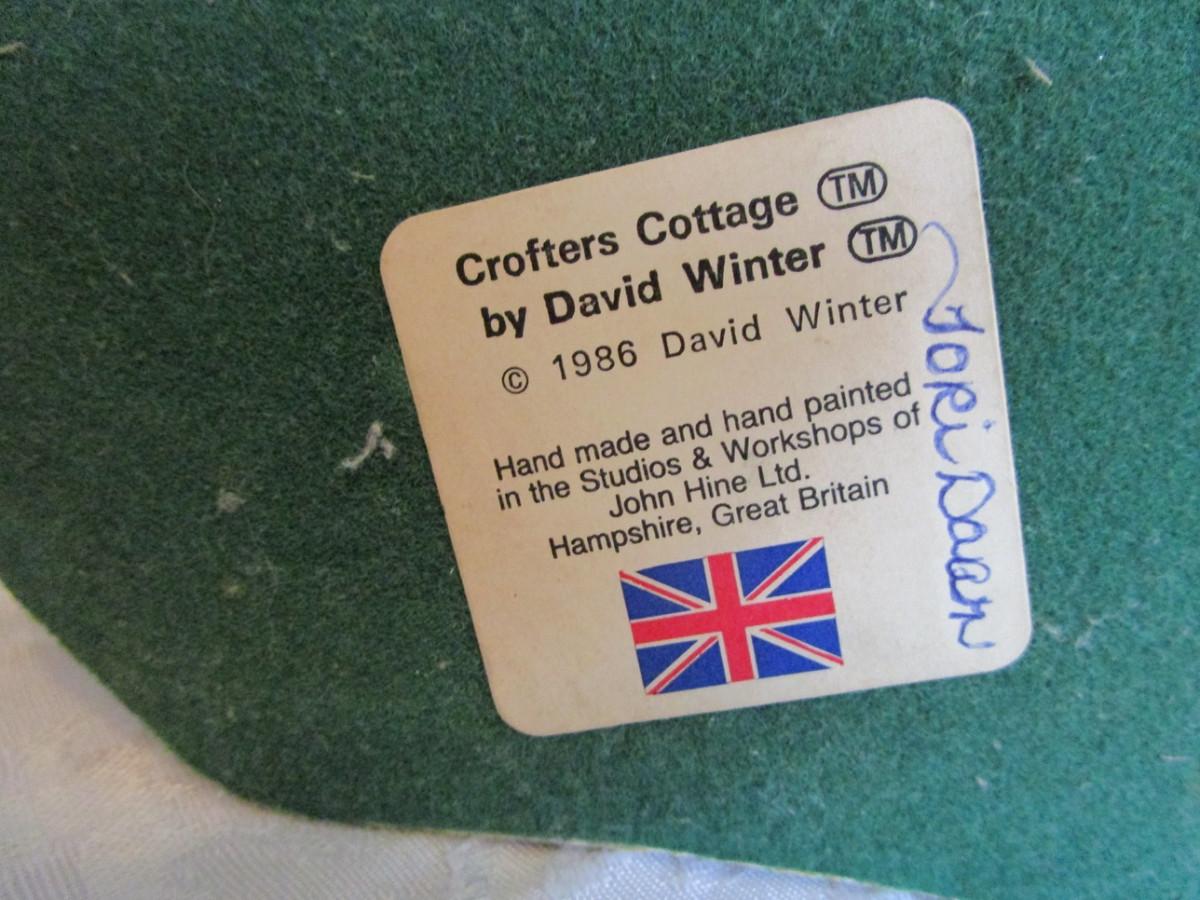 Crofters Cottage TM
by David Winter TM
© 1986 David Winter
Hand made and hand painted
in the Studios & Workshops of
John Hine Ltd.
Hampshire, Great Britain
Tori